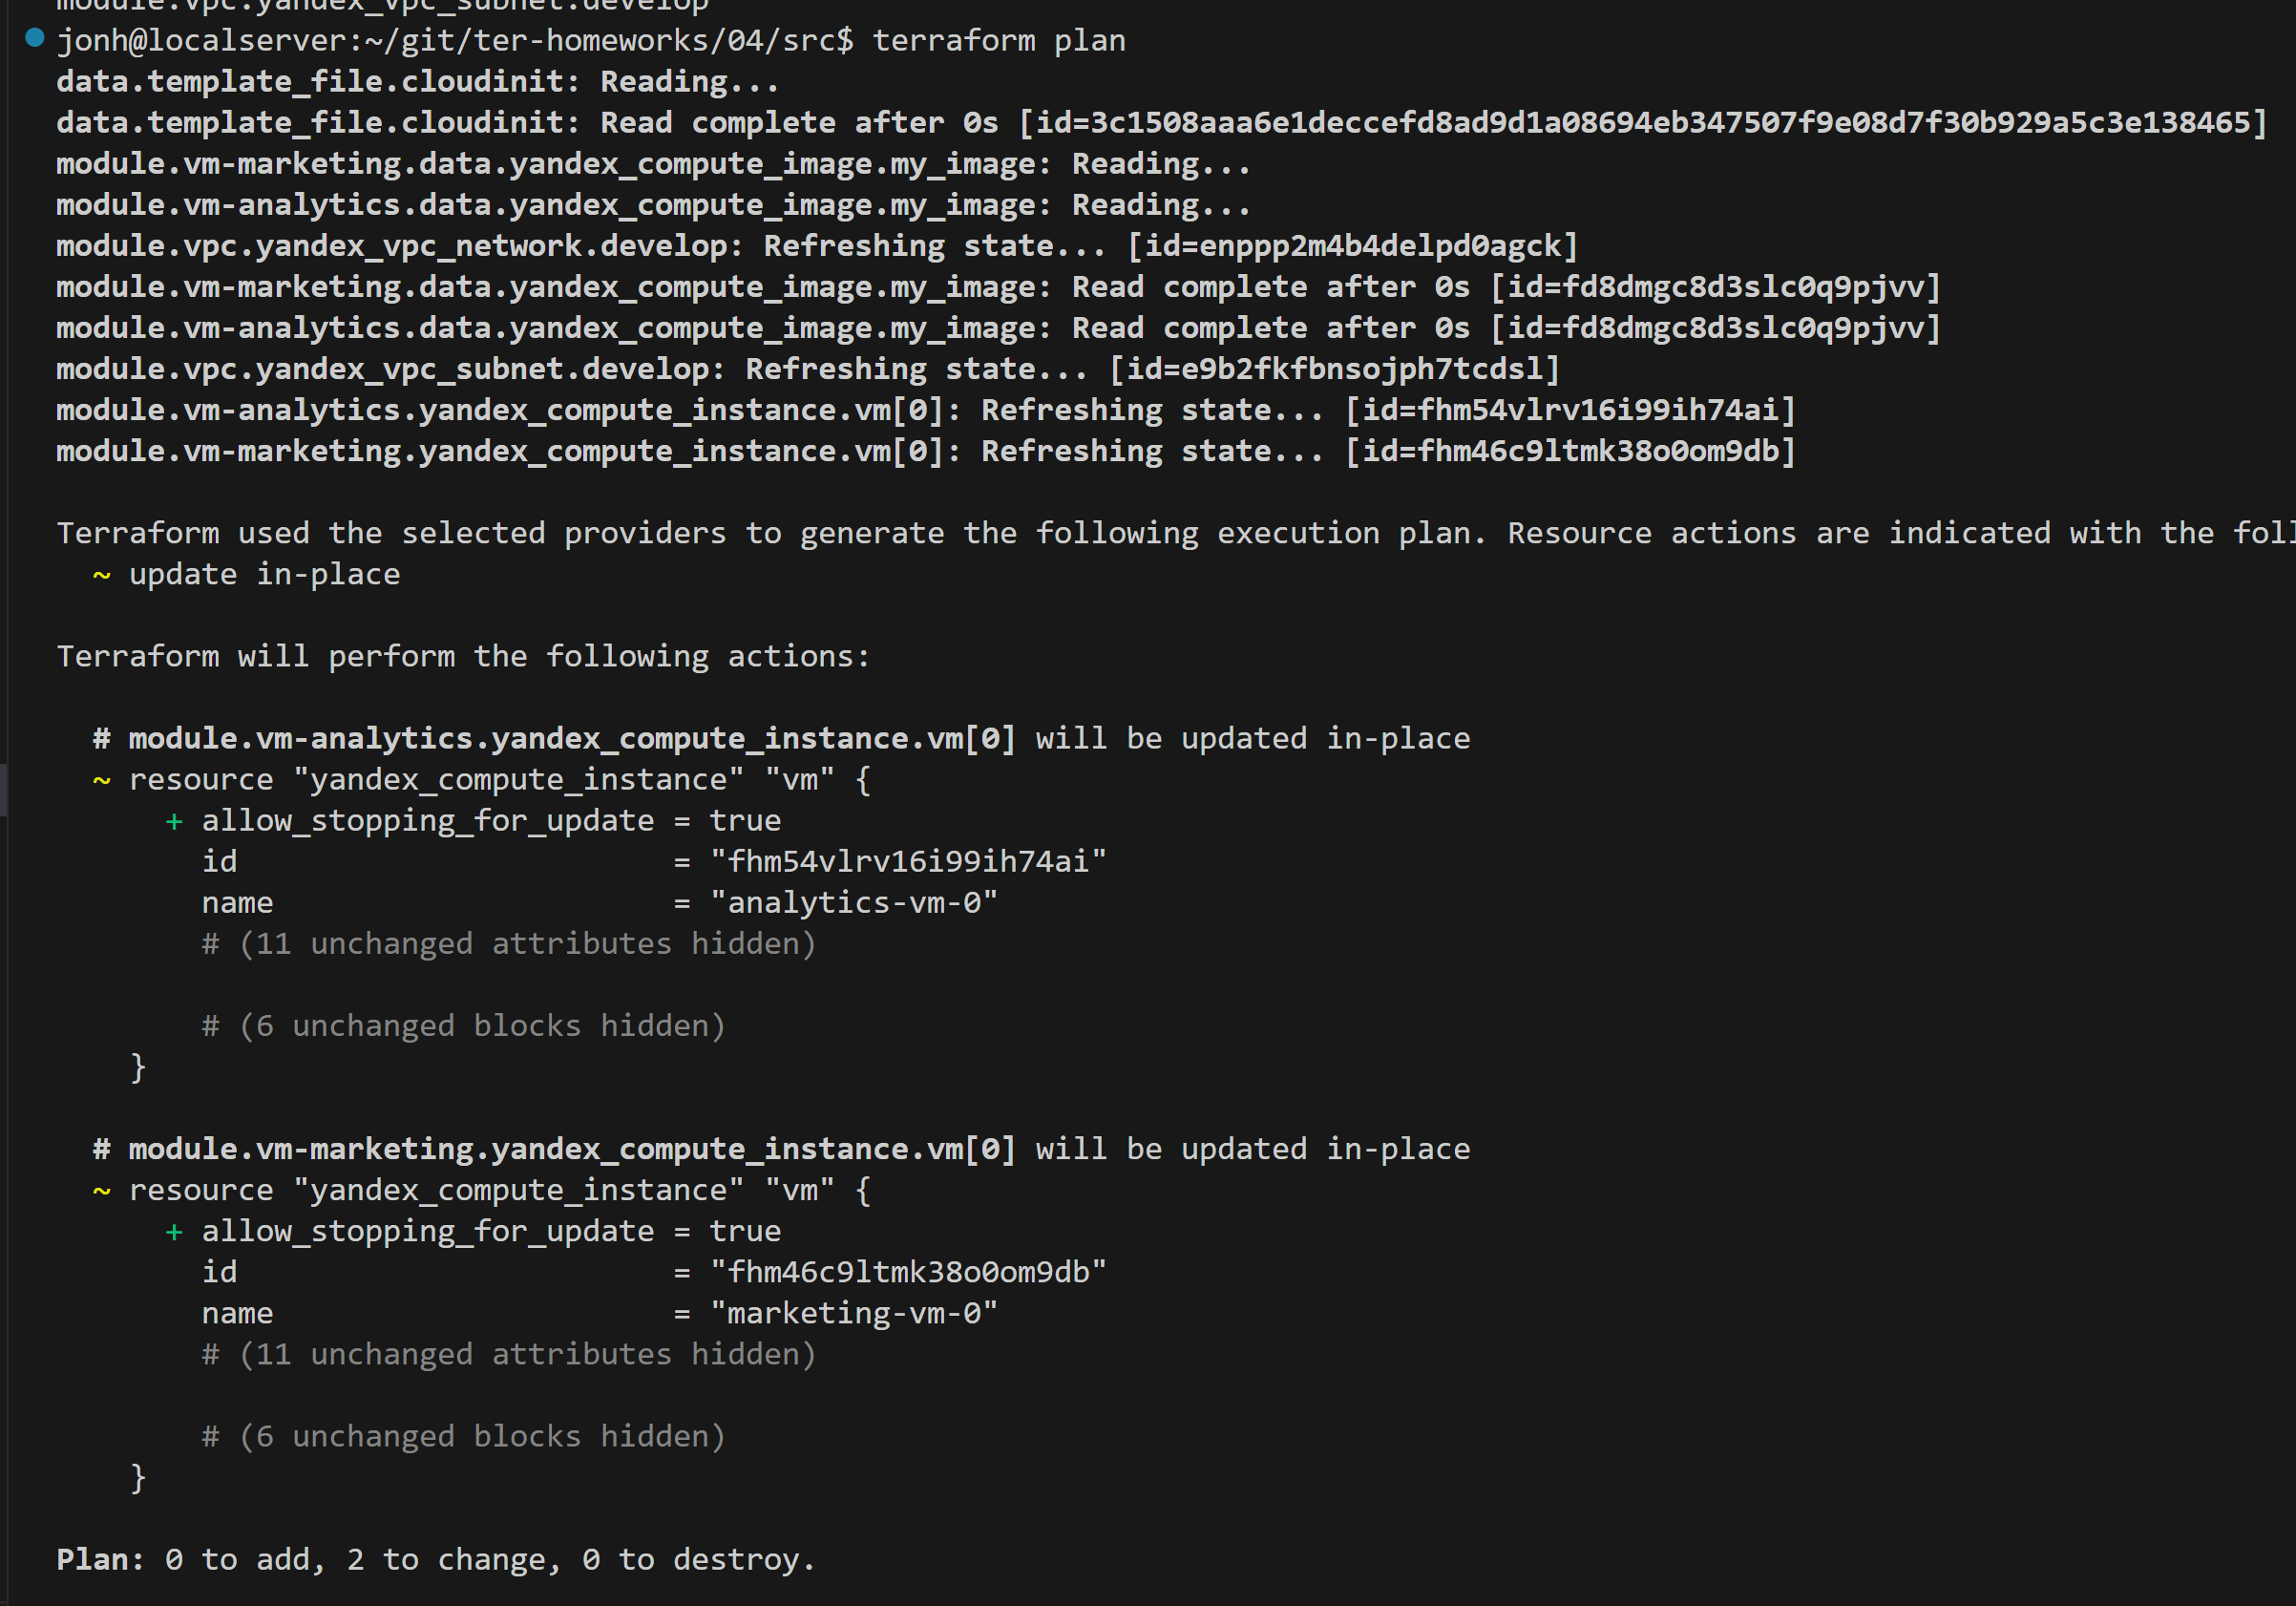 module.vpc.yandex_vpc_subnet.develop
jonh@localserver:~/git/ter-homeworks/04/src$ terraform plan
data.template_file.cloudinit: Reading...
data.template_file.cloudinit: Read complete after 0s [id=3c1508aaa6e1deccefd8ad9d1a08694eb347507f9e08d7f30b929a5c3e138465]
module.vm-marketing.data.yandex_compute_image.my_image: Reading...
module.vm-analytics.data.yandex_compute_image.my_image: Reading...
module.vpc.yandex_vpc_network.develop: Refreshing state... [id=enppp2m4b4delpd0agck]
module.vm-marketing.data.yandex_compute_image.my_image: Read complete after 0s [id=fd8dmgc8d3slc0q9pjvv]
module.vm-analytics.data.yandex_compute_image.my_image: Read complete after 0s [id=fd8dmgc8d3slc0q9pjvv]
module.vpc.yandex_vpc_subnet.develop: Refreshing state... [id=e9b2fkfbnsojph7tcdsl]
module.vm-analytics.yandex_compute_instance.vm[0]: Refreshing state... [id=fhm54vlrv16i99ih74ai]
module.vm-marketing.yandex_compute_instance.vm[0]: Refreshing state... [id=fhm46c9ltmk38o0om9db]
Terraform used the selected providers to generate the following execution plan. Resource actions are indicated with the foll
~ update in-place
Terraform will perform the following actions:
# module.vm-analytics.yandex_compute_instance.vm[0] will be updated in-place
~ resource "yandex_compute_instance" "vm" {
+ allow_stopping_for_update = true
id = "fhm54vlrv16i99ih74ai"
name = "analytics-vm-0"
# (11 unchanged attributes hidden)
# (6 unchanged blocks hidden)
}
# module.vm-marketing.yandex_compute_instance.vm[0] will be updated in-place
~ resource "yandex_compute_instance" "vm" {
+ allow_stopping_for_update = true
id = "fhm46c9ltmk38o0om9db"
name = "marketing-vm-0"
# (11 unchanged attributes hidden)
# (6 unchanged blocks hidden)
}
Plan: 0 to add, 2 to change, 0 to destroy.